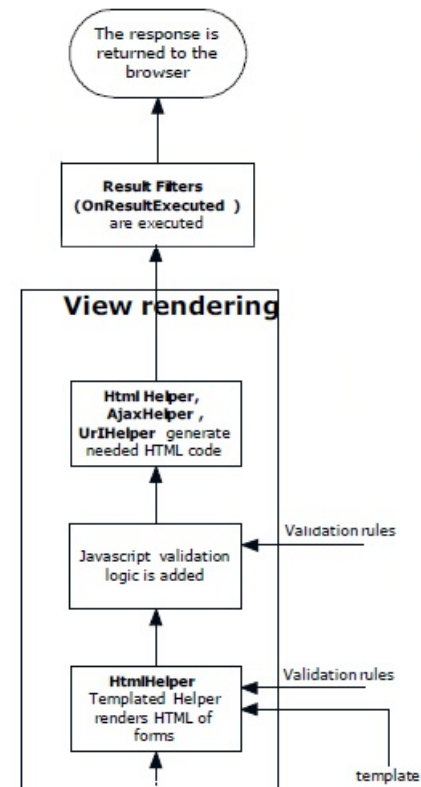 The response is
returned to the
browser
Result Filters
(OnResultExecuted )
are executed
View rendering
Html Helper,
AjaxHelper ,
UrlHelper generate
needed HTML code
Validation rules
Javascript validation
logic is added
HtmlHelper
Templated Helper
renders HTML of
forms
Validation rules
template